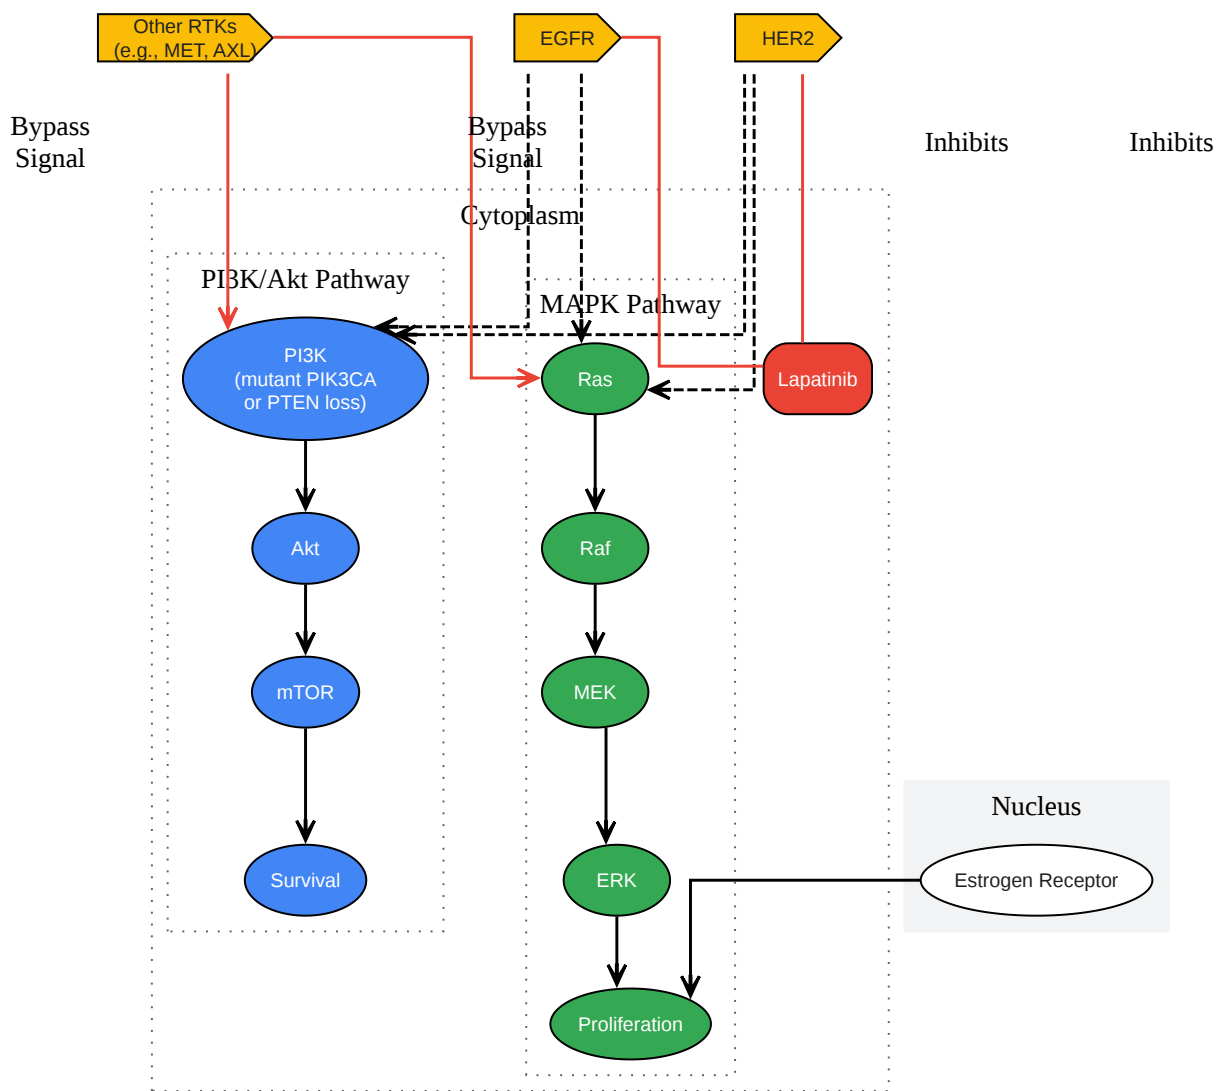 Other RTKs
(e.g., MET, AXL)
EGFR
HER2
Bypass
Signal
Bypass
Signal
Inhibits
Inhibits
Cytoplasm
PI3K/Akt Pathway
MAPK Pathway
PI3K
(mutant PIK3CA
or PTEN loss)
Ras
Lapatinib
Akt
Raf
mTOR
MEK
Nucleus
Survival
ERK
Estrogen Receptor
Proliferation